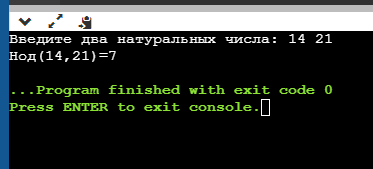 Введите два натуральных числа: 14 21
Нод(14,21)=7
...Program finished with exit code 0
Press ENTER to exit console.